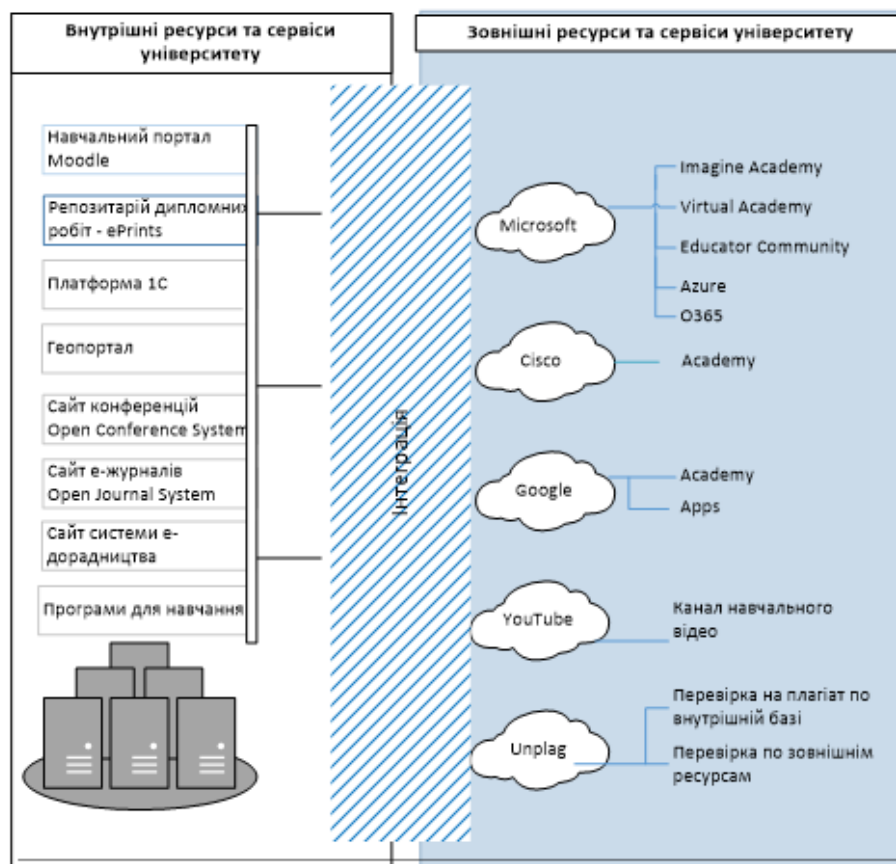 Внутрішні ресурси та сервіси
університету
Навчальний портал
Moodle
Репозитарій дипломних
робіт - ePrints
Платформа 1С
Геопортал
Сайт конференцій
Open Conference System
Сайт е-журналів
Open Journal System
Сайт системи е-
дорадництва
Програми для навчання
Інтеграція
Зовнішні ресурси та сервіси університету
Microsoft
Imagine Academy
Virtual Academy
Educator Community
Azure
O365
Cisco
Academy
Google
Academy
Apps
YouTube
Канал навчального
відео
Unplag
Перевірка на плагіат по
внутрішній базі
Перевірка по зовнішнім
ресурсам